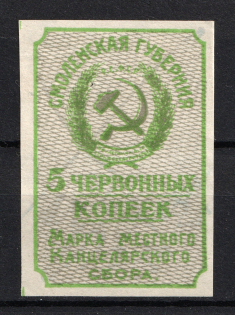 СМОЛЕНСКАЯ ГУБЕРНИЯ
5 ЧЕРВОННЫХ
КОПЕЕК
МАРКА МЕСТНОГО
КАНЦЕЛЯРСКОГО
СБОРА